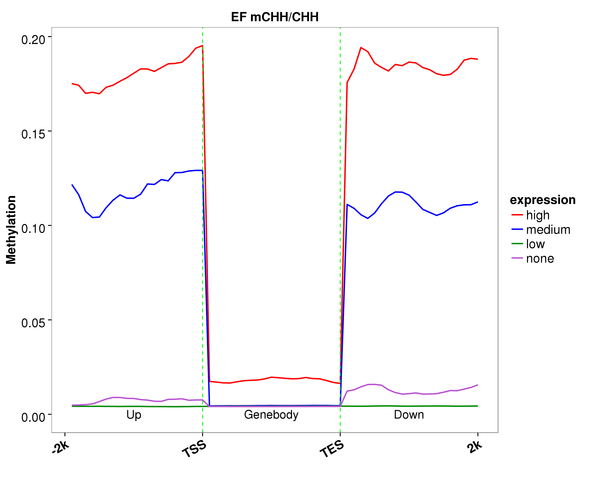 EF mCHH/CHH
Methylation
0.20
0.15
0.10
0.05
0.00
Up
Genebody
Down
-2k
TSS
TES
2k
expression
high
medium
low
none